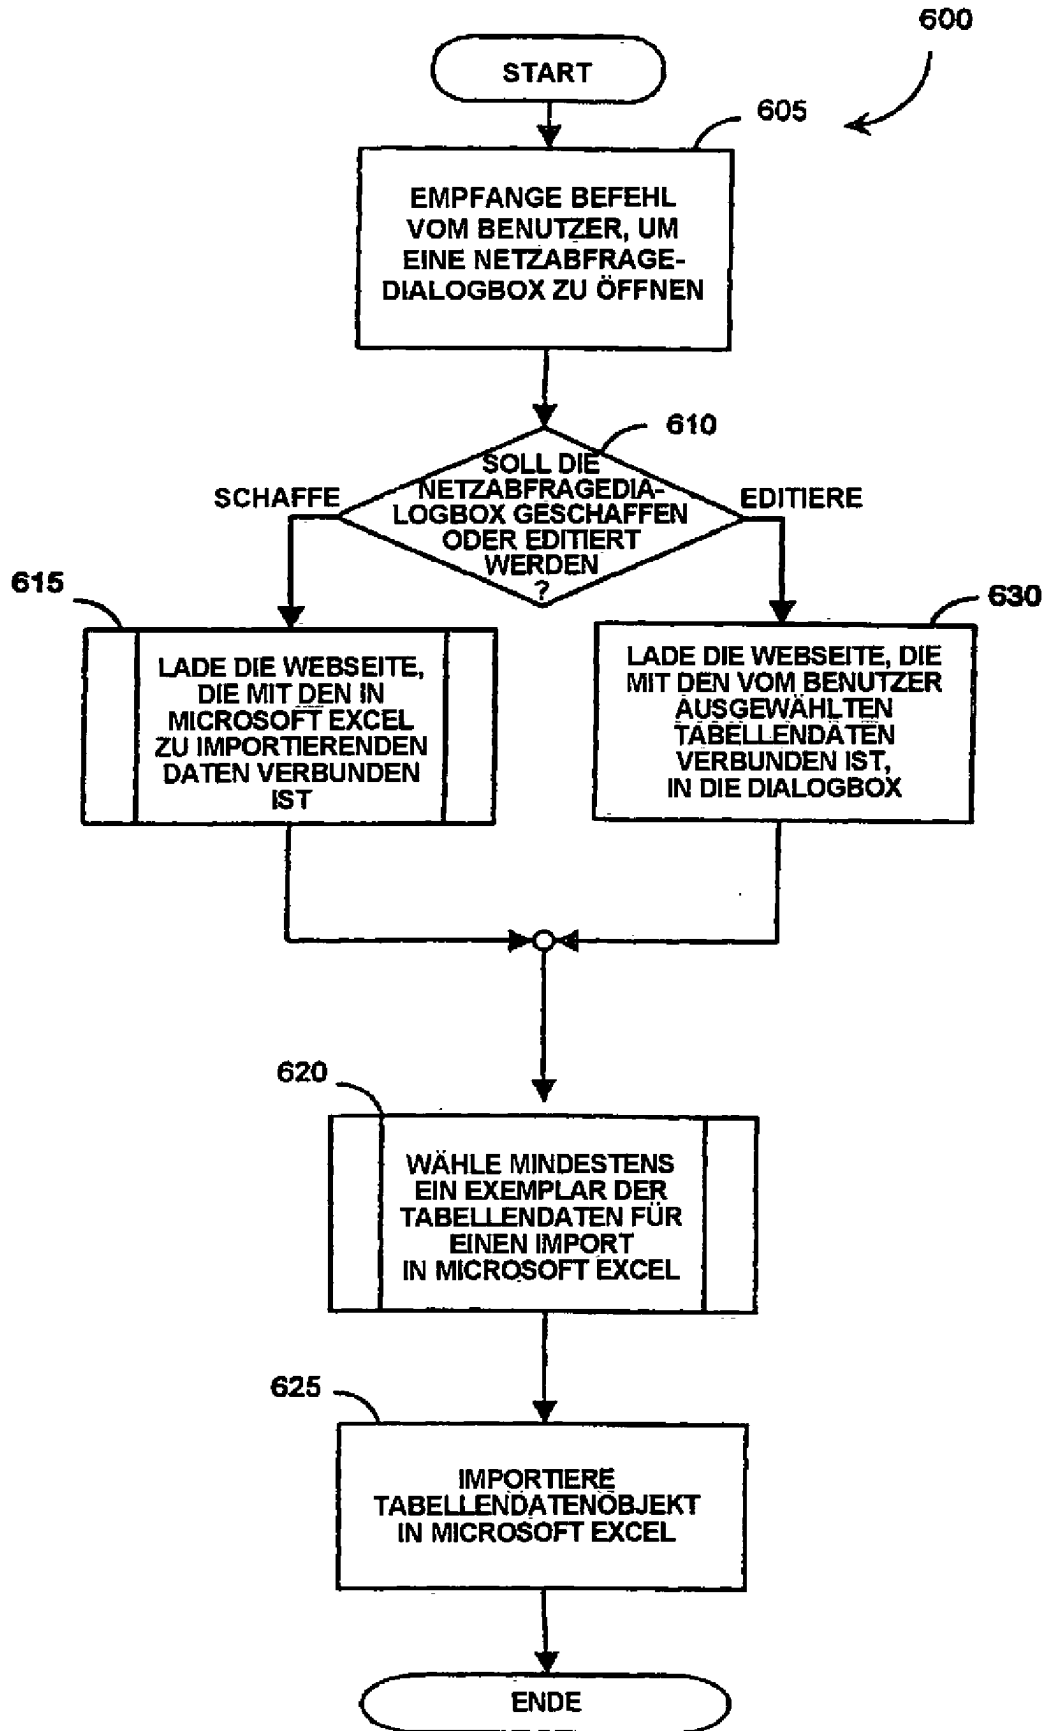 600
START
605
EMPFANGE BEFEHL
VOM BENUTZER, UM
EINE NETZABFRAGE-
DIALOGBOX ZU ÖFFNEN
610
SOLL DIE
NETZABFRAGEDIA-
LOGBOX GESCHAFFEN
ODER EDITIERT
WERDEN
?
SCHAFFE
EDITIERE
615
LADE DIE WEBSEITE,
DIE MIT DEN IN
MICROSOFT EXCEL
ZU IMPORTIERENDEN
DATEN VERBUNDEN
IST
630
LADE DIE WEBSEITE, DIE
MIT DEN VOM BENUTZER
AUSGEWÄHLTEN
TABELLENDATEN
VERBUNDEN IST,
IN DIE DIALOGBOX
620
WÄHLE MINDESTENS
EIN EXEMPLAR DER
TABELLENDATEN FÜR
EINEN IMPORT
IN MICROSOFT EXCEL
625
IMPORTIERE
TABELLENDATENOBJEKT
IN MICROSOFT EXCEL
ENDE